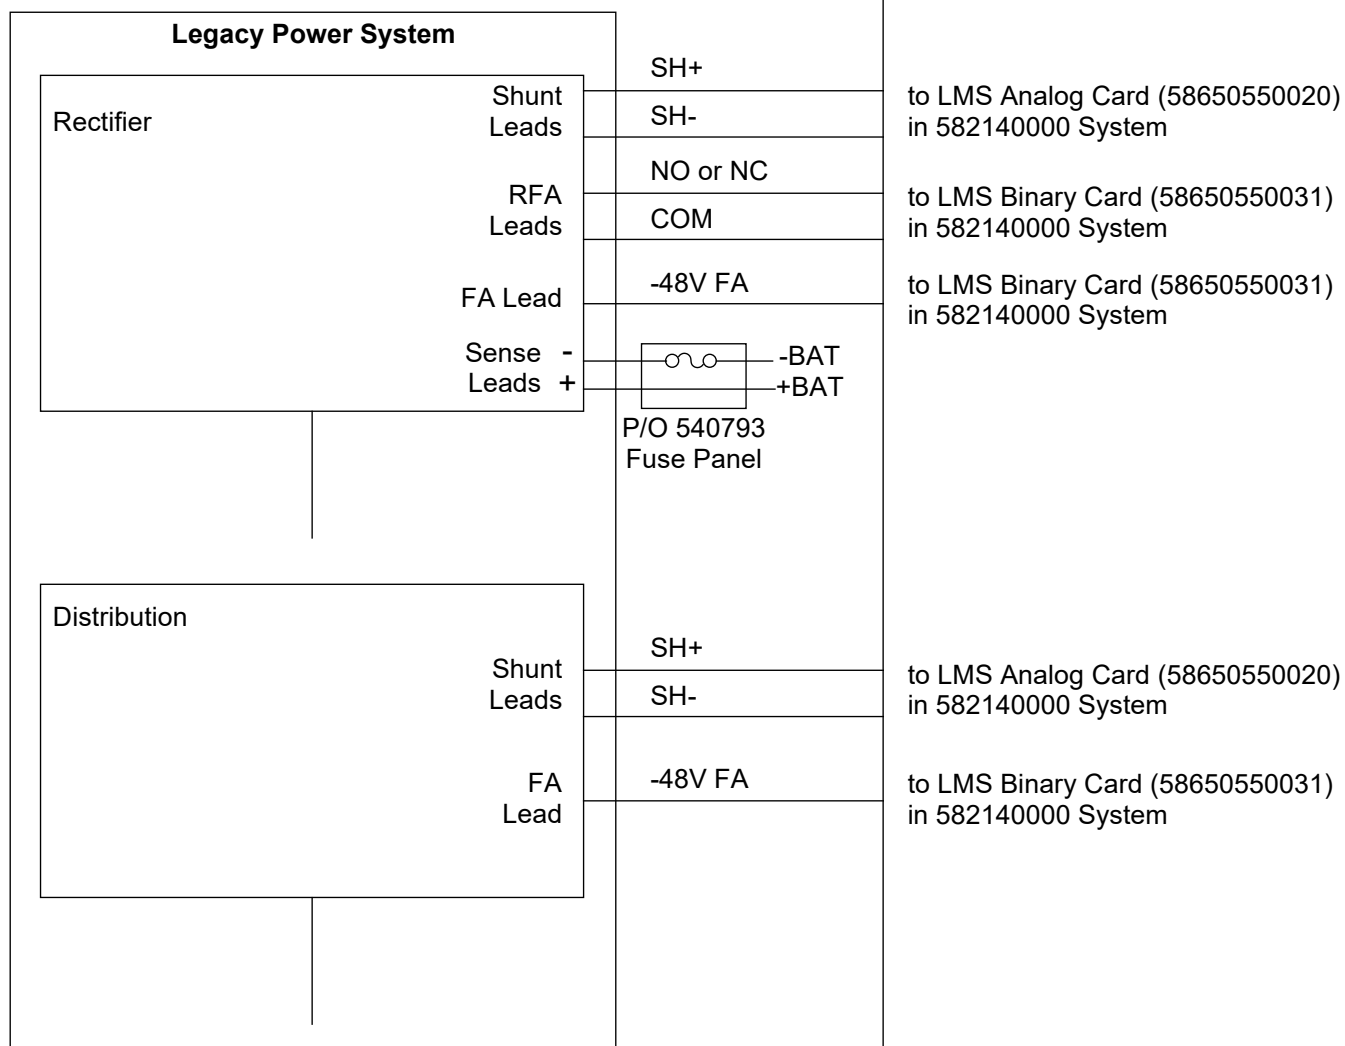 Legacy Power System
Rectifier
Shunt
Leads
SH+
SH-
to LMS Analog Card (58650550020)
in 582140000 System
RFA
Leads
NO or NC
COM
to LMS Binary Card (58650550031)
in 582140000 System
FA Lead
-48V FA
to LMS Binary Card (58650550031)
in 582140000 System
Sense -
Leads +
-BAT
+BAT
P/O 540793
Fuse Panel
Distribution
Shunt
Leads
SH+
SH-
to LMS Analog Card (58650550020)
in 582140000 System
FA
Lead
-48V FA
to LMS Binary Card (58650550031)
in 582140000 System